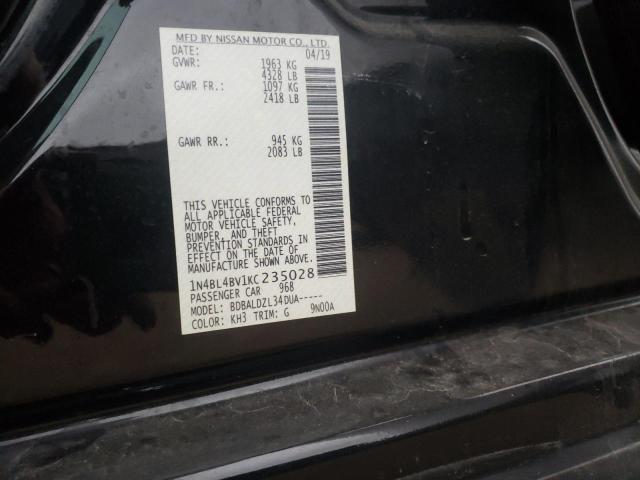 MFD BY NISSAN MOTOR CO., LTD.
DATE: 04/19
GVWR: 1963 KG
4328 LB
GAWR FR.: 1097 KG
2418 LB
GAWR RR.: 945 KG
2083 LB
THIS VEHICLE CONFORMS TO
ALL APPLICABLE FEDERAL
MOTOR VEHICLE SAFETY,
BUMPER, AND THEFT
PREVENTION STANDARDS IN
EFFECT ON THE DATE OF
MANUFACTURE SHOWN ABOVE.
1N4BL4BV1KC235028
PASSENGER CAR 968
MODEL: BDBALDZL34DUA-----
COLOR: KH3 TRIM: G 9N00A